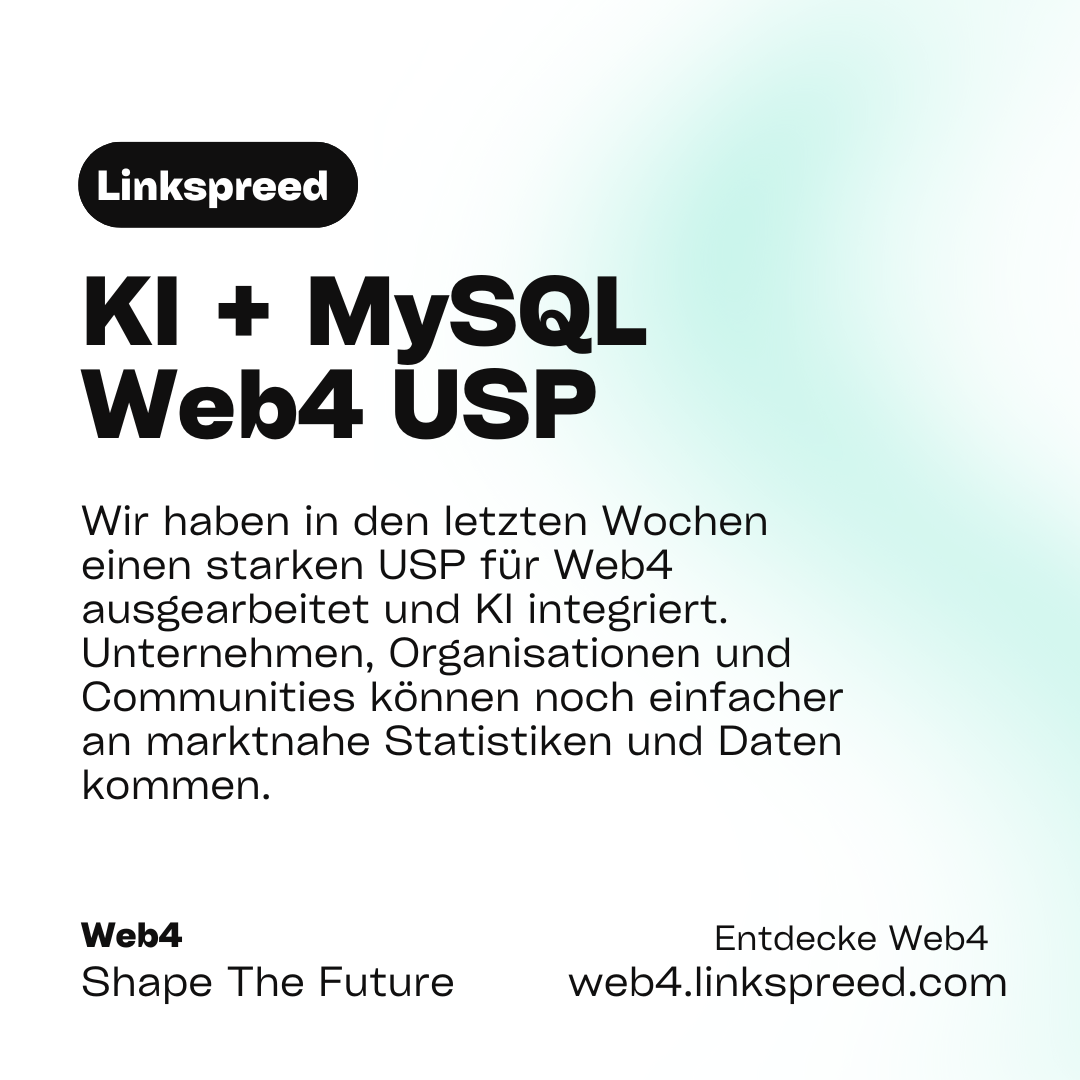 Linkspreed
KI + MySQL
Web4 USP
Wir haben in den letzten Wochen
einen starken USP für Web4
ausgearbeitet und KI integriert.
Unternehmen, Organisationen und
Communities können noch einfacher
an marktnahe Statistiken und Daten
kommen.
Web4
Shape The Future
Entdecke Web4
web4.linkspreed.com